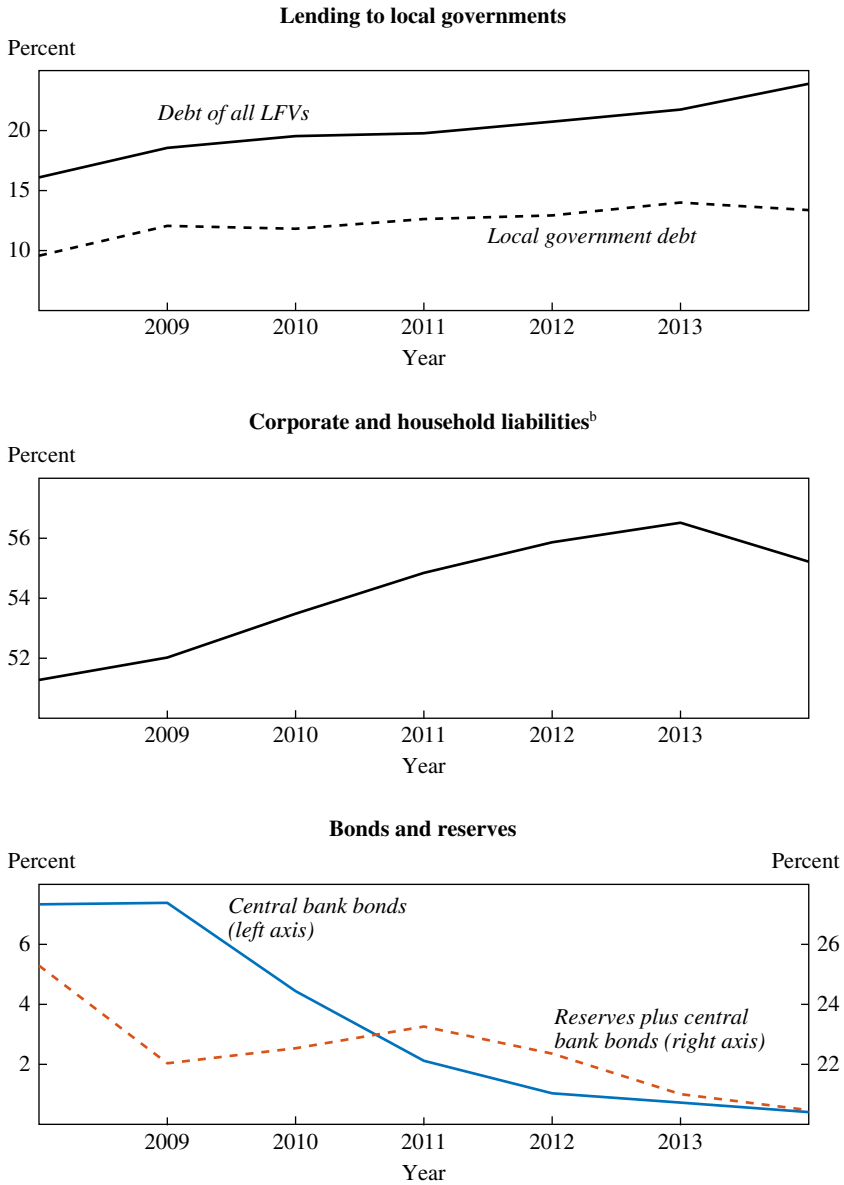 Lending to local governments
Percent
Debt of all LFVs
20
15
Local government debt
10
2009 2010 2011 2012 2013
Year
Corporate and household liabilitiesᵇ
Percent
56
54
52
2009 2010 2011 2012 2013
Year
Bonds and reserves
Percent Percent
Central bank bonds
(left axis)
6 26
4 24
Reserves plus central
bank bonds (right axis)
2 22
2009 2010 2011 2012 2013
Year